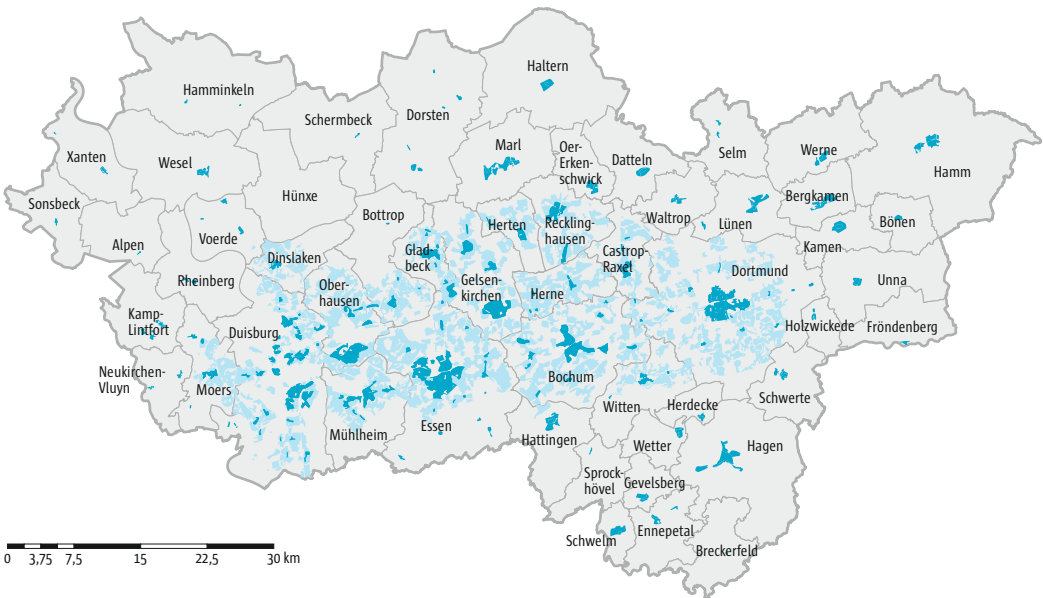 Haltern
Hamminkeln
Schermbeck
Dorsten
Marl
Oer-
Erken-
schwick
Datteln
Selm
Werne
Hamm
Xanten
Wesel
Hünxe
Sonsbeck
Bottrop
Waltrop
Lünen
Bergkamen
Bönen
Alpen
Voerde
Herten
Reckling-
hausen
Kamen
Dinslaken
Glad-
beck
Castrop-
Rauxel
Dortmund
Unna
Rheinberg
Ober-
hausen
Gelsen-
kirchen
Herne
Kamp-
Lintfort
Duisburg
Holzwickede
Fröndenberg
Neukirchen-
Vluyn
Moers
Bochum
Schwerte
Witten
Herdecke
Mühlheim
Essen
Hattingen
Wetter
Hagen
Sprock-
hövel
Gevelsberg
Schwelm
Ennepetal
Breckerfeld
0 3,75 7,5 15 22,5 30 km